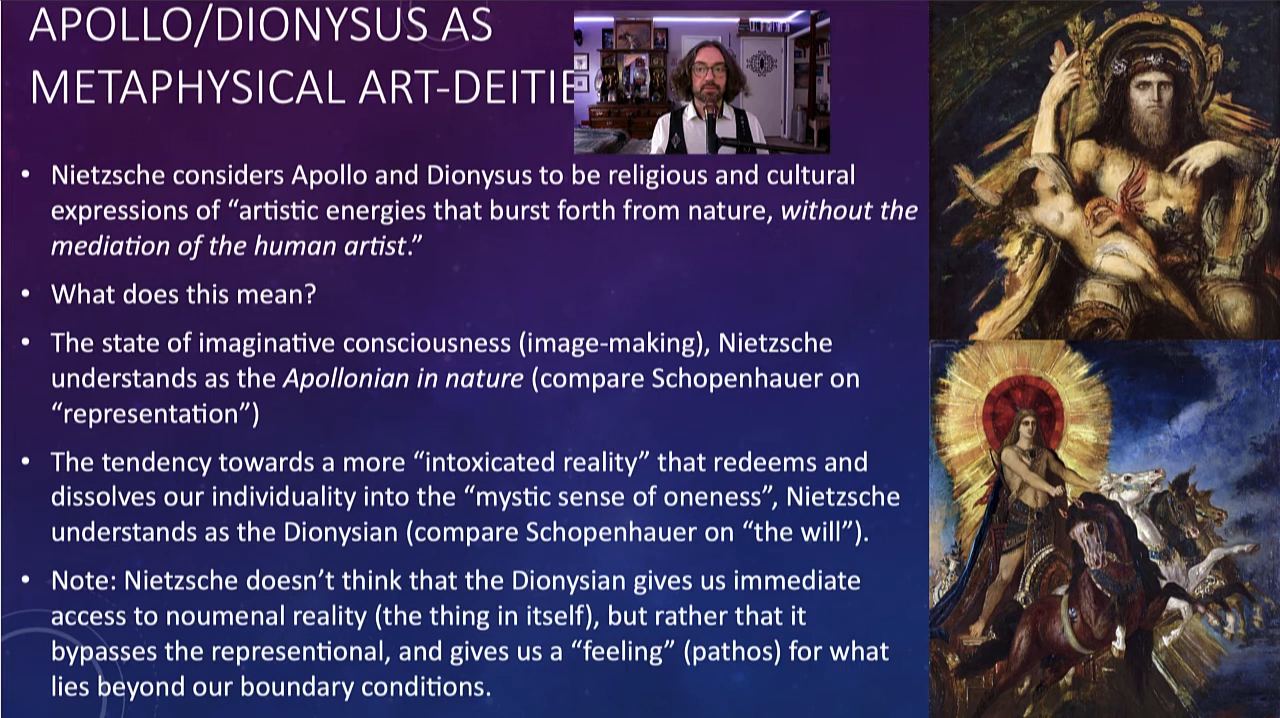 APOLLO/DIONYSUS AS
METAPHYSICAL ART-DEITIE
• Nietzsche considers Apollo and Dionysus to be religious and cultural
expressions of “artistic energies that burst forth from nature, without the
mediation of the human artist.”
• What does this mean?
• The state of imaginative consciousness (image-making), Nietzsche
understands as the Apollonian in nature (compare Schopenhauer on
“representation”)
• The tendency towards a more “intoxicated reality” that redeems and
dissolves our individuality into the “mystic sense of oneness”, Nietzsche
understands as the Dionysian (compare Schopenhauer on “the will”).
• Note: Nietzsche doesn’t think that the Dionysian gives us immediate
access to noumenal reality (the thing in itself), but rather that it
bypasses the representional, and gives us a “feeling” (pathos) for what
lies beyond our boundary conditions.